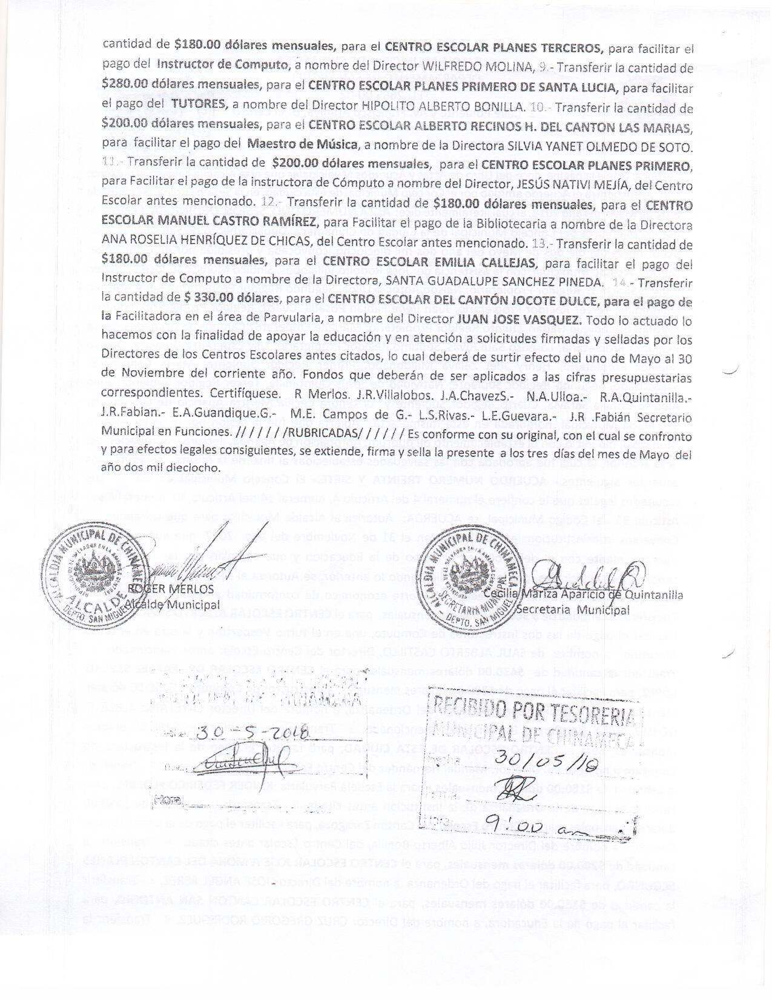 cantidad de $180.00 dólares mensuales, para el CENTRO ESCOLAR PLANES TERCEROS, para facilitar el
pago del Instructor de Computo, a nombre del Director WILFREDO MOLINA, 9.- Transferir la cantidad de
$280.00 dólares mensuales, para el CENTRO ESCOLAR PLANES PRIMERO DE SANTA LUCIA, para facilitar
el pago del TUTORES, a nombre del Director HIPOLITO ALBERTO BONILLA. 10.- Transferir la cantidad de
$200.00 dólares mensuales, para el CENTRO ESCOLAR ALBERTO RECINOS H. DEL CANTON LAS MARIAS,
para facilitar el pago del Maestro de Música, a nombre de la Directora SILVIA YANET OLMEDO DE SOTO.
11.- Transferir la cantidad de $200.00 dólares mensuales, para el CENTRO ESCOLAR PLANES PRIMERO,
para Facilitar el pago de la instructora de Cómputo a nombre del Director, JESÚS NATIVI MEJÍA, del Centro
Escolar antes mencionado. 12.- Transferir la cantidad de $180.00 dólares mensuales, para el CENTRO
ESCOLAR MANUEL CASTRO RAMÍREZ, para Facilitar el pago de la Bibliotecaria a nombre de la Directora
ANA ROSELIA HENRÍQUEZ DE CHICAS, del Centro Escolar antes mencionado. 13.- Transferir la cantidad de
$180.00 dólares mensuales, para el CENTRO ESCOLAR EMILIA CALLEJAS, para facilitar el pago del
Instructor de Computo a nombre de la Directora, SANTA GUADALUPE SANCHEZ PINEDA. 14.- Transferir
la cantidad de $ 330.00 dólares, para el CENTRO ESCOLAR DEL CANTÓN JOCOTE DULCE, para el pago de
la Facilitadora en el área de Parvularia, a nombre del Director JUAN JOSE VASQUEZ. Todo lo actuado lo
hacemos con la finalidad de apoyar la educación y en atención a solicitudes firmadas y selladas por los
Directores de los Centros Escolares antes citados, lo cual deberá de surtir efecto del uno de Mayo al 30
de Noviembre del corriente año. Fondos que deberán de ser aplicados a las cifras presupuestarias
correspondientes. Certifíquese. R Merlos. J.R.Villalobos. J.A.ChavezS.- N.A.Ulloa.- R.A.Quintanilla.-
J.R.Fabian.- E.A.Guandique.G.- M.E. Campos de G.- L.S.Rivas.- L.E.Guevara.- J.R .Fabián Secretario
Municipal en Funciones. // / / / / /RUBRICADAS/ / / / / / Es conforme con su original, con el cual se confronto
y para efectos legales consiguientes, se extiende, firma y sella la presente a los tres días del mes de Mayo del
año dos mil dieciocho.
ALCALDIA MUNICIPAL DE CHINAMECA
ALCALDE
DEPTO. SAN MIGUEL
ROGER MERLOS
Alcalde Municipal
ALCALDIA MUNICIPAL DE CHINAMECA
SECRETARIA MUNICIPAL
DEPTO. SAN MIGUEL
Cecilia Mariza Aparicio de Quintanilla
Secretaria Municipal
CHINAMECA
30-5-2018
Hora:
RECIBIDO POR TESORERIA
MUNICIPAL DE CHINAMECA
Fecha: 30/05/18
9:00 am